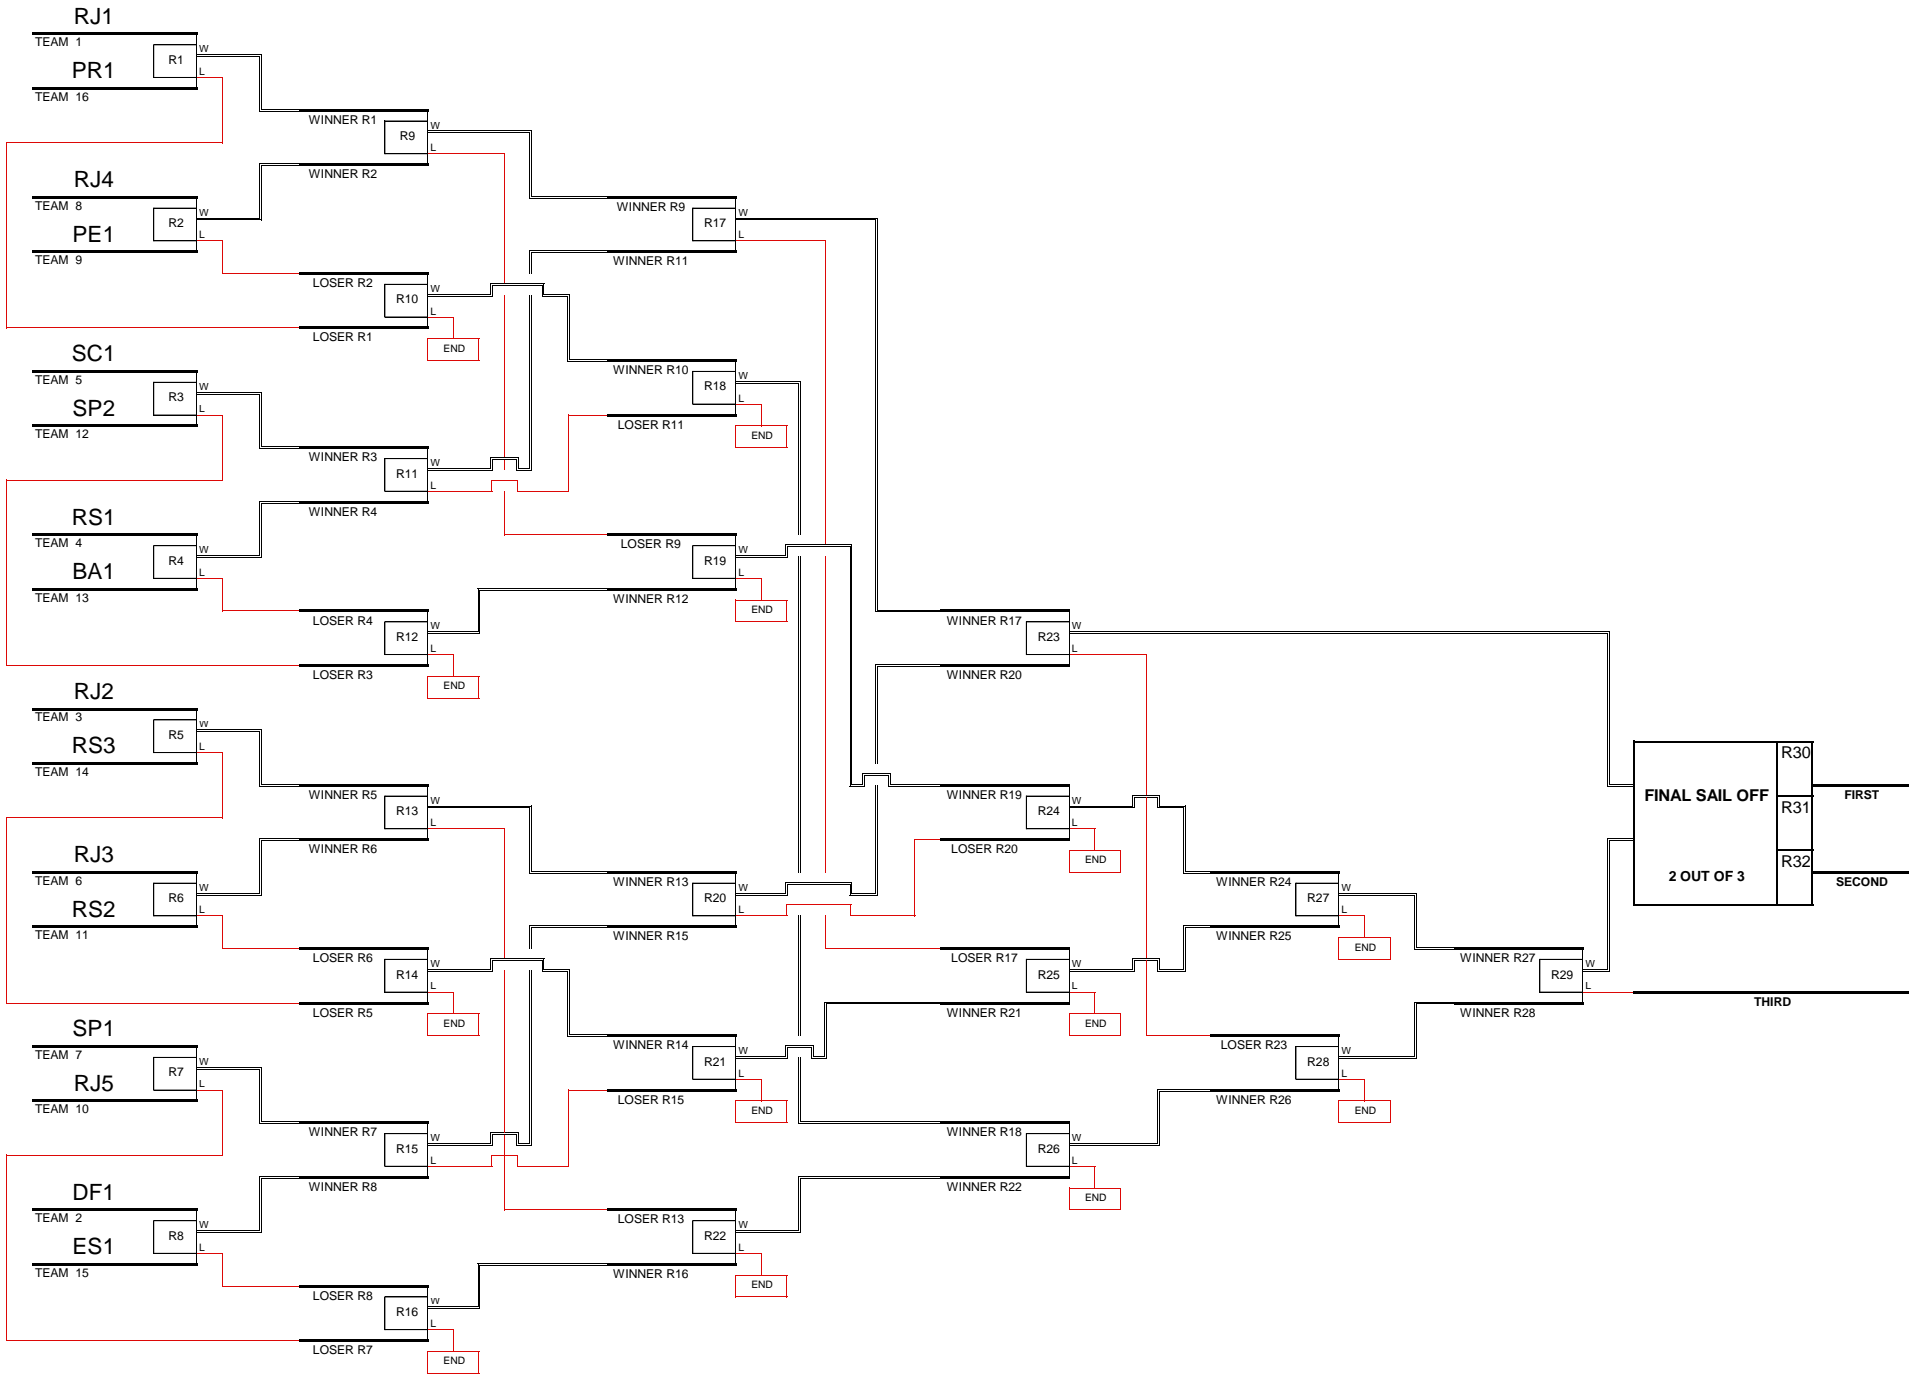 RJ1
TEAM 1
R1
W
L
PR1
TEAM 16
RJ4
TEAM 8
R2
W
L
PE1
TEAM 9
SC1
TEAM 5
R3
W
L
SP2
TEAM 12
RS1
TEAM 4
R4
W
L
BA1
TEAM 13
RJ2
TEAM 3
R5
W
L
RS3
TEAM 14
RJ3
TEAM 6
R6
W
L
RS2
TEAM 11
SP1
TEAM 7
R7
W
L
RJ5
TEAM 10
DF1
TEAM 2
R8
W
L
ES1
TEAM 15
WINNER R1
R9
W
L
WINNER R2
LOSER R2
R10
W
L
LOSER R1
END
WINNER R3
R11
W
L
WINNER R4
LOSER R4
R12
W
L
LOSER R3
END
WINNER R5
R13
W
L
WINNER R6
LOSER R6
R14
W
L
LOSER R5
END
WINNER R7
R15
W
L
WINNER R8
LOSER R8
R16
W
L
LOSER R7
END
WINNER R9
R17
W
L
WINNER R11
WINNER R10
R18
W
L
LOSER R11
END
LOSER R9
R19
W
L
WINNER R12
END
WINNER R13
R20
W
L
WINNER R15
WINNER R14
R21
W
L
LOSER R15
END
LOSER R13
R22
W
L
WINNER R16
END
WINNER R17
R23
W
L
WINNER R20
WINNER R19
R24
W
L
LOSER R20
END
LOSER R17
R25
W
L
WINNER R21
END
WINNER R18
R26
W
L
WINNER R22
END
WINNER R24
R27
W
L
WINNER R25
END
LOSER R23
R28
W
L
WINNER R26
END
WINNER R27
R29
W
L
WINNER R28
FINAL SAIL OFF
2 OUT OF 3
R30
R31
R32
FIRST
SECOND
THIRD